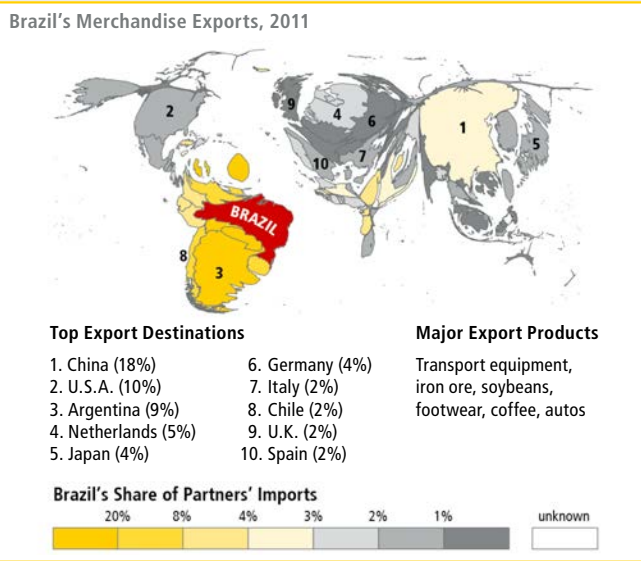 Brazil's Merchandise Exports, 2011
9
4
6
2
1
5
7
10
BRAZIL
8
3
Top Export Destinations
1. China (18%)
2. U.S.A. (10%)
3. Argentina (9%)
4. Netherlands (5%)
5. Japan (4%)
6. Germany (4%)
7. Italy (2%)
8. Chile (2%)
9. U.K. (2%)
10. Spain (2%)
Major Export Products
Transport equipment,
iron ore, soybeans,
footwear, coffee, autos
Brazil's Share of Partners' Imports
20% 8% 4% 3% 2% 1% unknown